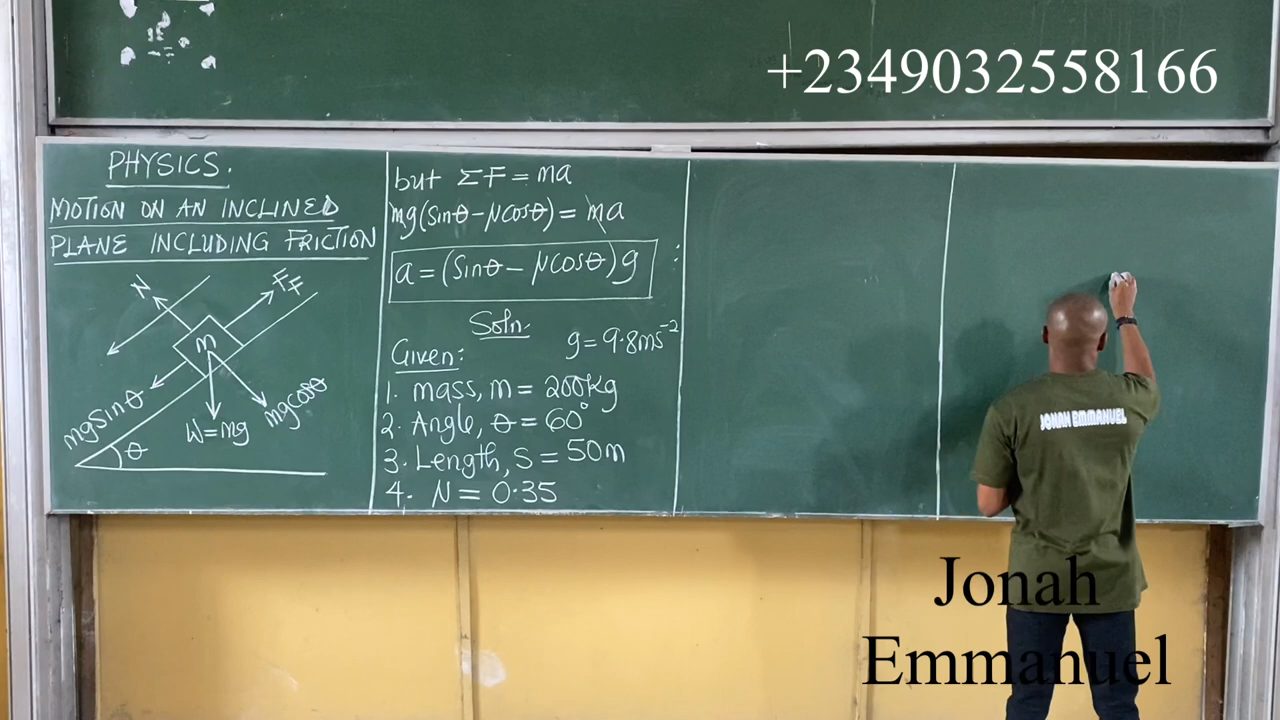 +2349032558166
PHYSICS.
MOTION ON AN INCLINED
PLANE INCLUDING FRICTION
N
FF
m
mgsinθ
W=mg
mgcosθ
θ
but ΣF = ma
mg(sinθ-μcosθ) = ma
a = (sinθ - μcosθ)g
:
Soln.
Given:
g = 9.8ms⁻²
1. mass, m = 200kg
2. Angle, θ = 60°
3. Length, S = 50m
4. μ = 0.35
JONAH EMMANUEL
Jonah
Emmanuel